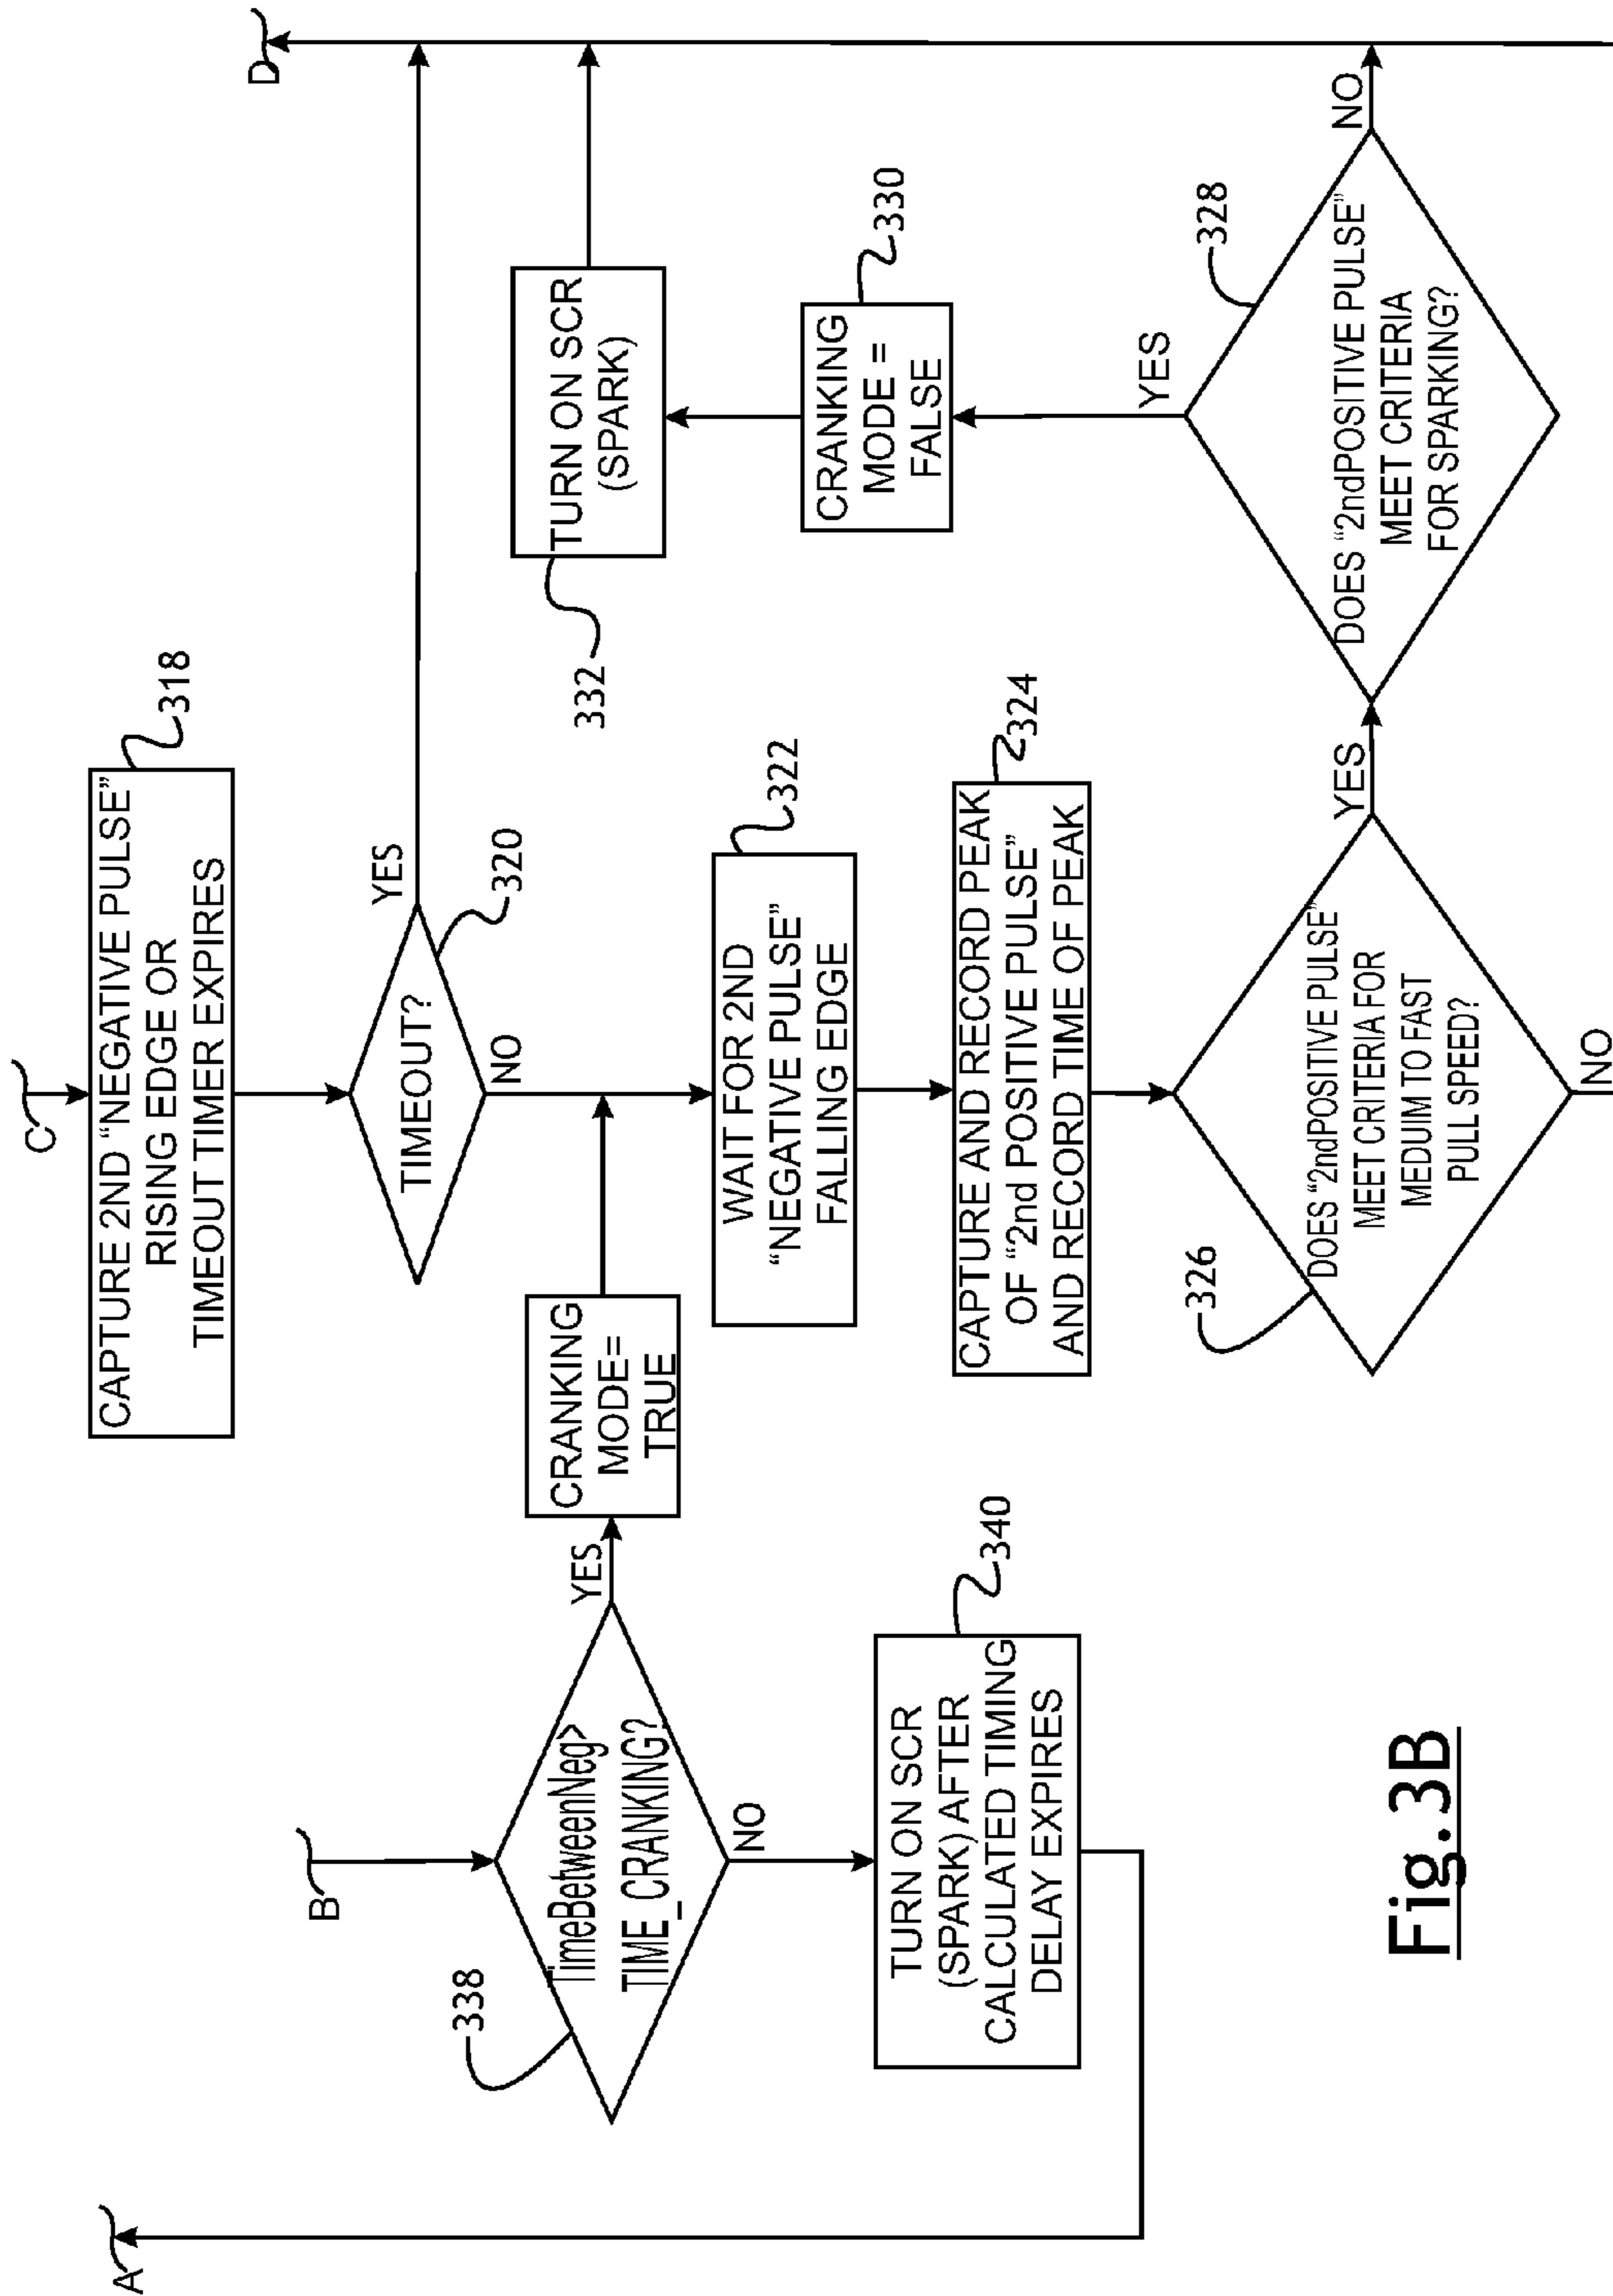 C
CAPTURE 2ND “NEGATIVE PULSE”
RISING EDGE OR
TIMEOUT TIMER EXPIRES
318
D
TIMEOUT?
YES
320
NO
B
338
TimeBetweenNeg>
TIME_CRANKING?
YES
CRANKING
MODE=
TRUE
NO
A
WAIT FOR 2ND
“NEGATIVE PULSE”
FALLING EDGE
322
332
TURN ON SCR
(SPARK)
340
TURN ON SCR
(SPARK) AFTER
CALCULATED TIMING
DELAY EXPIRES
CAPTURE AND RECORD PEAK
OF “2nd POSITIVE PULSE”
AND RECORD TIME OF PEAK
324
CRANKING
MODE =
FALSE
330
326
DOES “2ndPOSITIVE PULSE”
MEET CRITERIA FOR
MEDUIM TO FAST
PULL SPEED?
YES
NO
DOES “2ndPOSITIVE PULSE”
MEET CRITERIA
FOR SPARKING?
328
YES
NO
Fig.3B